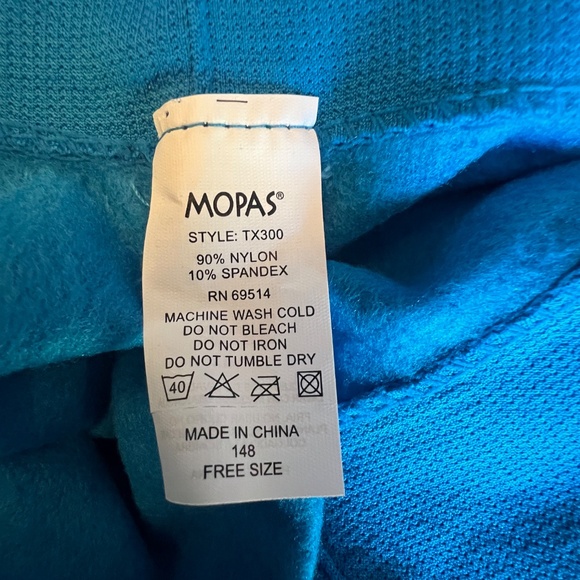 MOPAS®
STYLE: TX300
90% NYLON
10% SPANDEX
RN 69514
MACHINE WASH COLD
DO NOT BLEACH
DO NOT IRON
DO NOT TUMBLE DRY
40
MADE IN CHINA
148
FREE SIZE